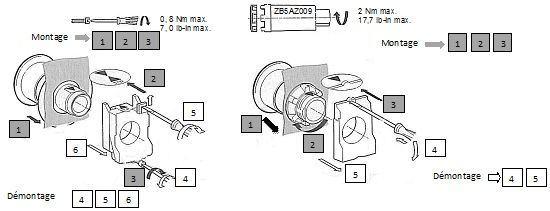 0, 8 Nm max.
7, 0 lb-in max.
Montage 1 2 3
2
1
5
6
3 4
Démontage
4 5 6
ZB5AZ009
2 Nm max.
17,7 lb-in max.
Montage 1 2 3
3
1
2
4
5
Démontage 4 5